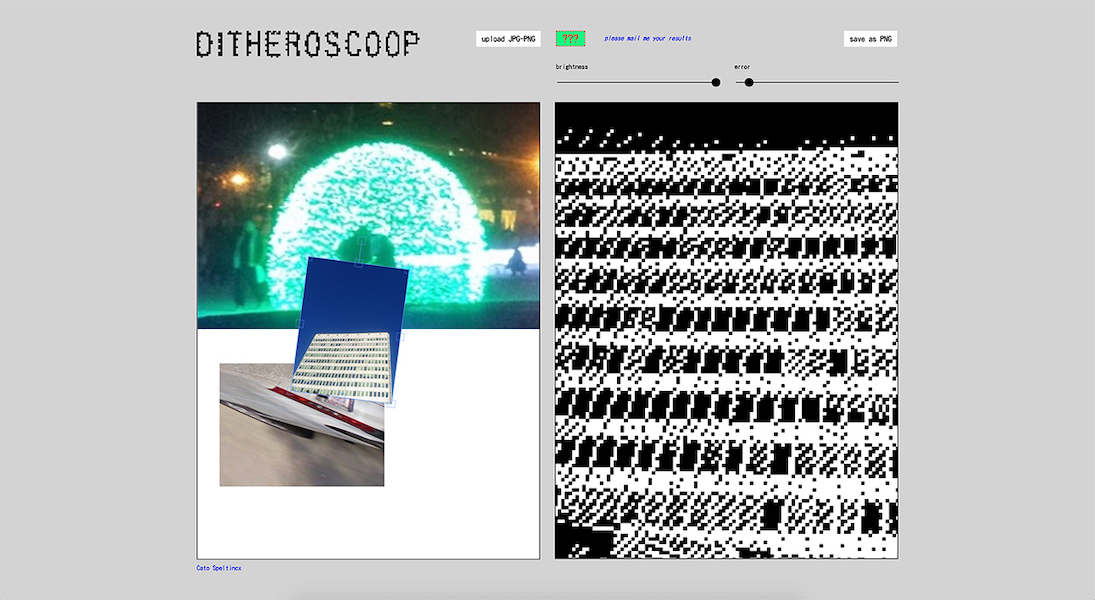 DITHEROSCOOP
upload JPG-PNG
???
please mail me your results
save as PNG
brightness
error
Cato Speltincx